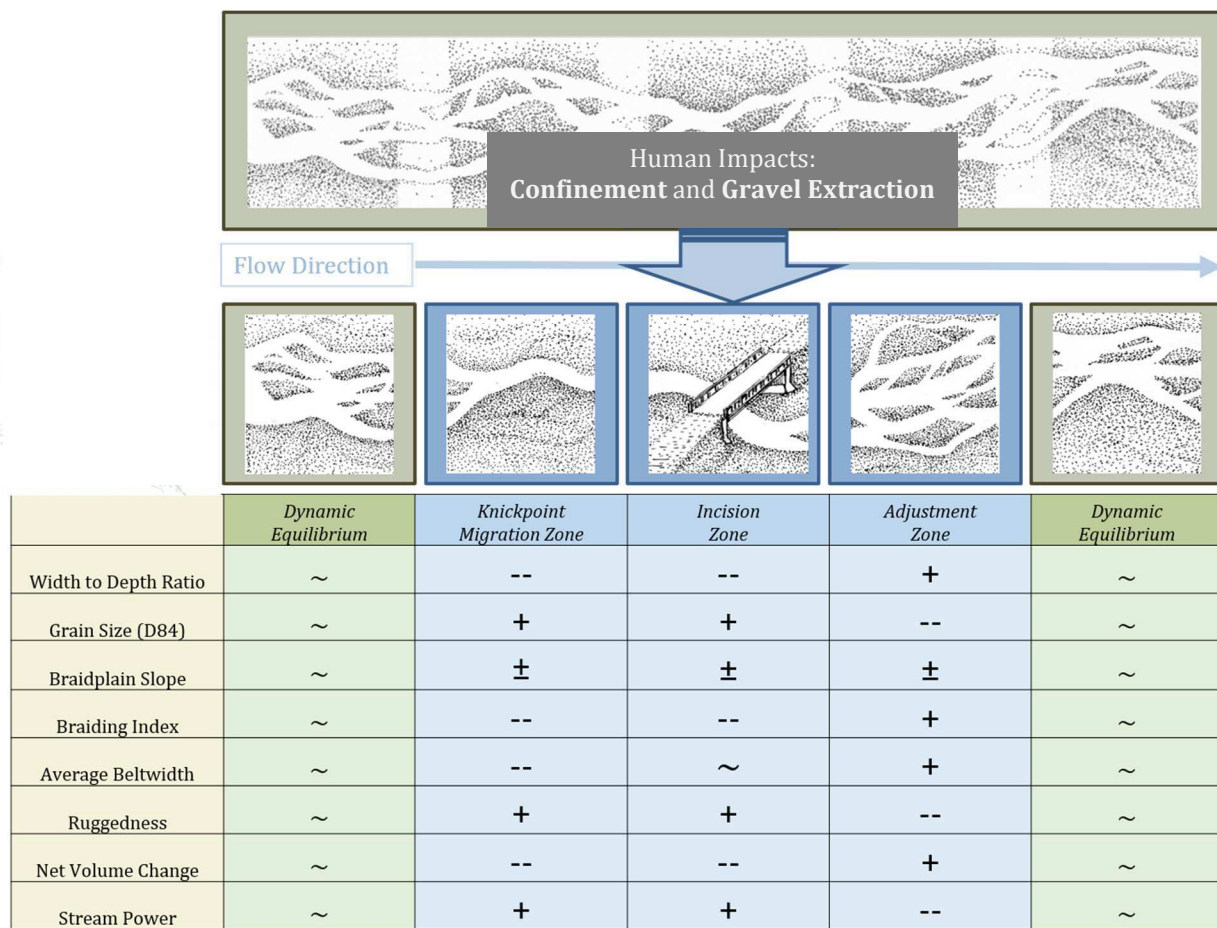 Human Impacts:
Confinement and Gravel Extraction
Flow Direction
Dynamic Equilibrium Knickpoint Migration Zone Incision Zone Adjustment Zone Dynamic Equilibrium
Width to Depth Ratio ~ -- -- + ~
Grain Size (D84) ~ + + -- ~
Braidplain Slope ~ ± ± ± ~
Braiding Index ~ -- -- + ~
Average Beltwidth ~ -- ~ + ~
Ruggedness ~ + + -- ~
Net Volume Change ~ -- -- + ~
Stream Power ~ + + -- ~